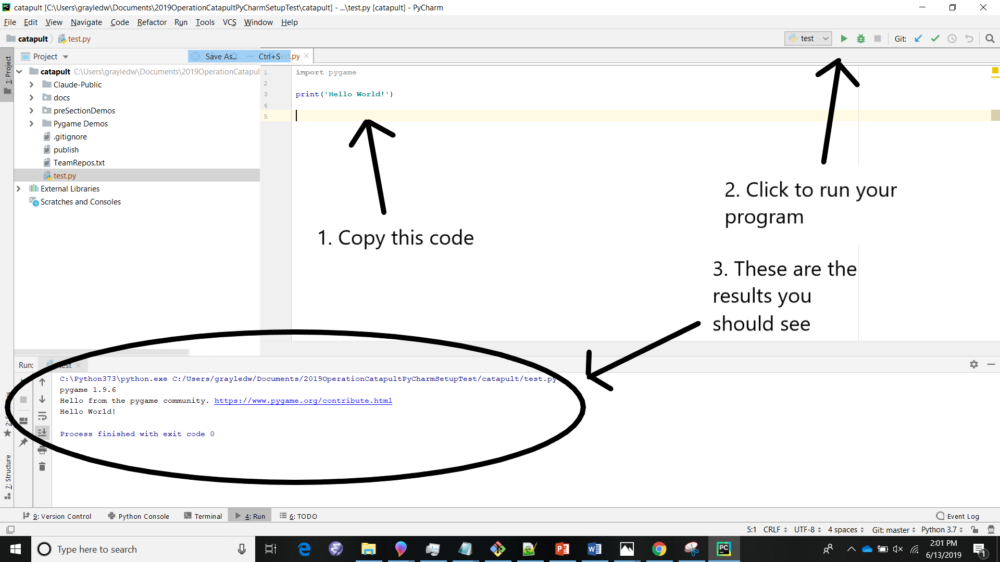 catapult [C:\Users\grayledw\Documents\2019OperationCatapultPyCharmSetupTest\catapult] - ...\test.py [catapult] - PyCharm
File Edit View Navigate Code Refactor Run Tools VCS Window Help
catapult test.py
test Git:
Project
Save As... Ctrl+S .py
1: Project
catapult C:\Users\grayledw\Documents\2019OperationCatapul
Claude-Public
docs
preSectionDemos
Pygame Demos
.gitignore
publish
TeamRepos.txt
test.py
External Libraries
Scratches and Consoles
1 import pygame
2
3 print('Hello World!')
4
5
1. Copy this code
2. Click to run your
program
3. These are the
results you
should see
Run: test
C:\Python373\python.exe C:/Users/grayledw/Documents/2019OperationCatapultPyCharmSetupTest/catapult/test.py
pygame 1.9.6
Hello from the pygame community. https://www.pygame.org/contribute.html
Hello World!
Process finished with exit code 0
7: Structure
9: Version Control Python Console Terminal 4: Run 6: TODO
Event Log
5:1 CRLF UTF-8 4 spaces Git: master Python 3.7
Type here to search
2:01 PM
6/13/2019
1